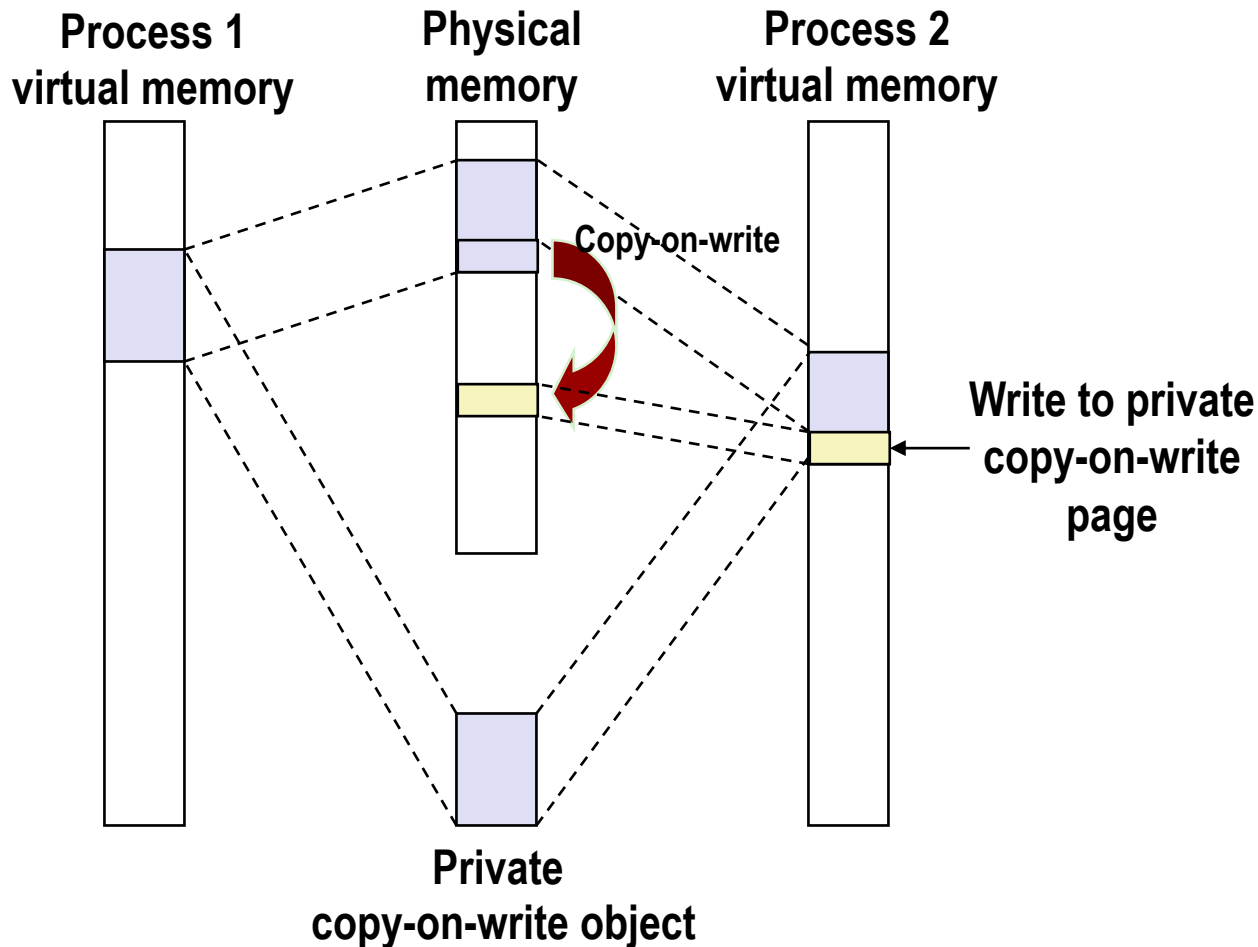 Process 1
virtual memory
Physical
memory
Process 2
virtual memory
Copy-on-write
Write to private
copy-on-write
page
Private
copy-on-write object